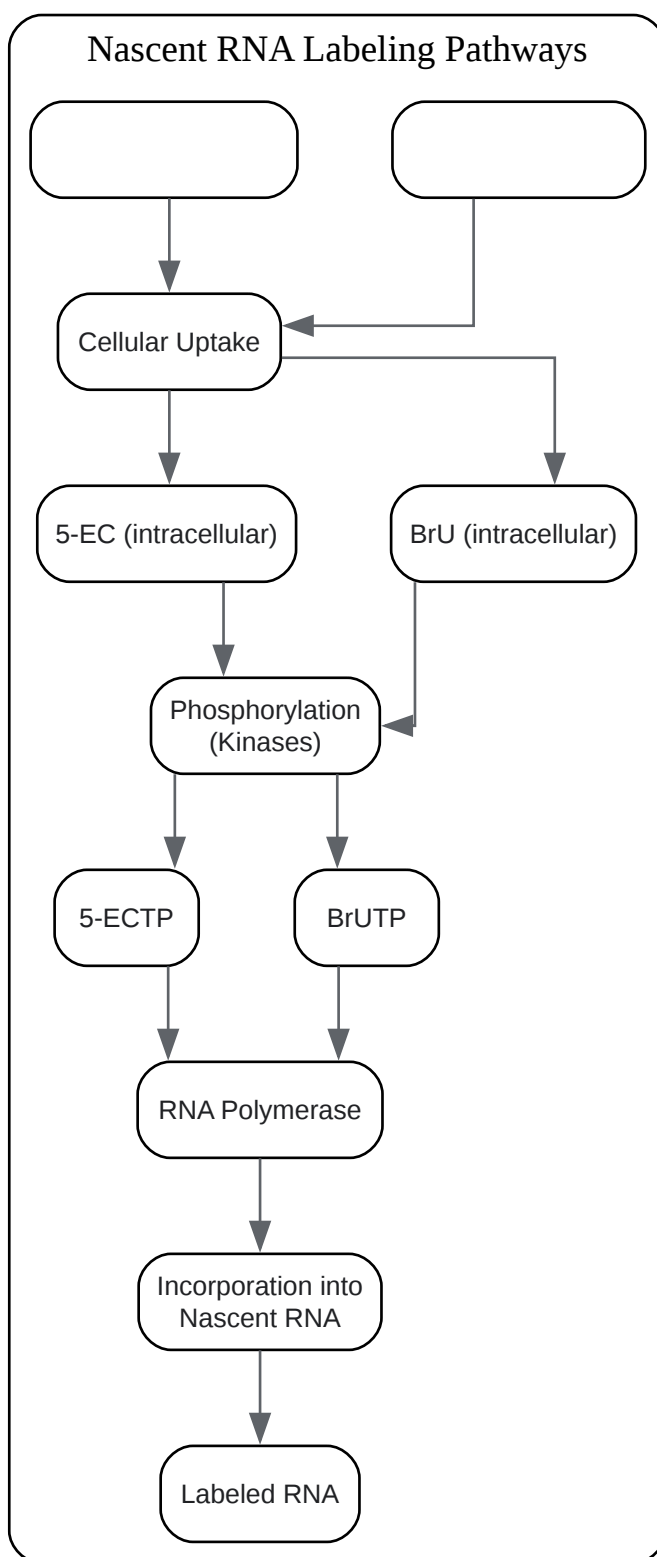 Nascent RNA Labeling Pathways
Cellular Uptake
5-EC (intracellular)
BrU (intracellular)
Phosphorylation
(Kinases)
5-ECTP
BrUTP
RNA Polymerase
Incorporation into
Nascent RNA
Labeled RNA